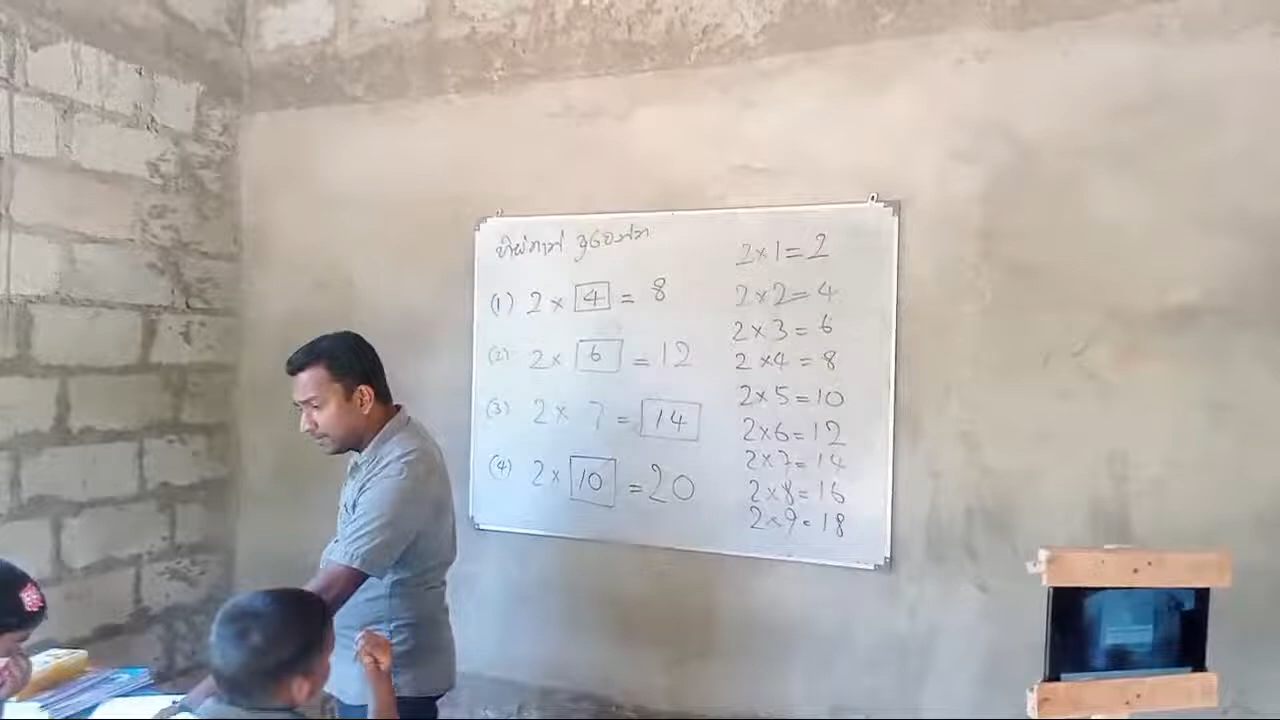 හිස්තැන් පුරවන්න
(1) 2 × 4 = 8
(2) 2 × 6 = 12
(3) 2 × 7 = 14
(4) 2 × 10 = 20
2×1=2
2×2=4
2×3=6
2×4=8
2×5=10
2×6=12
2×7=14
2×8=16
2×9=18